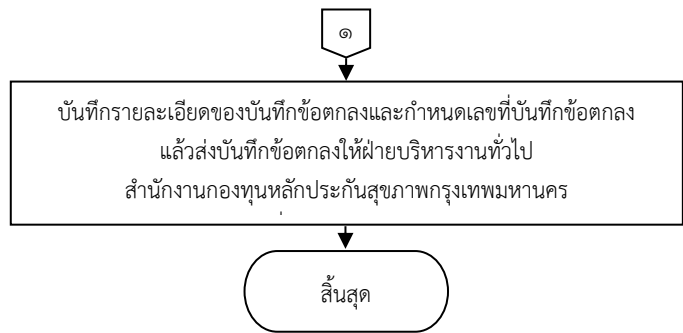 ๑
บันทึกรายละเอียดของบันทึกข้อตกลงและกำหนดเลขที่บันทึกข้อตกลง
แล้วส่งบันทึกข้อตกลงให้ฝ่ายบริหารงานทั่วไป
สำนักงานกองทุนหลักประกันสุขภาพกรุงเทพมหานคร
สิ้นสุด